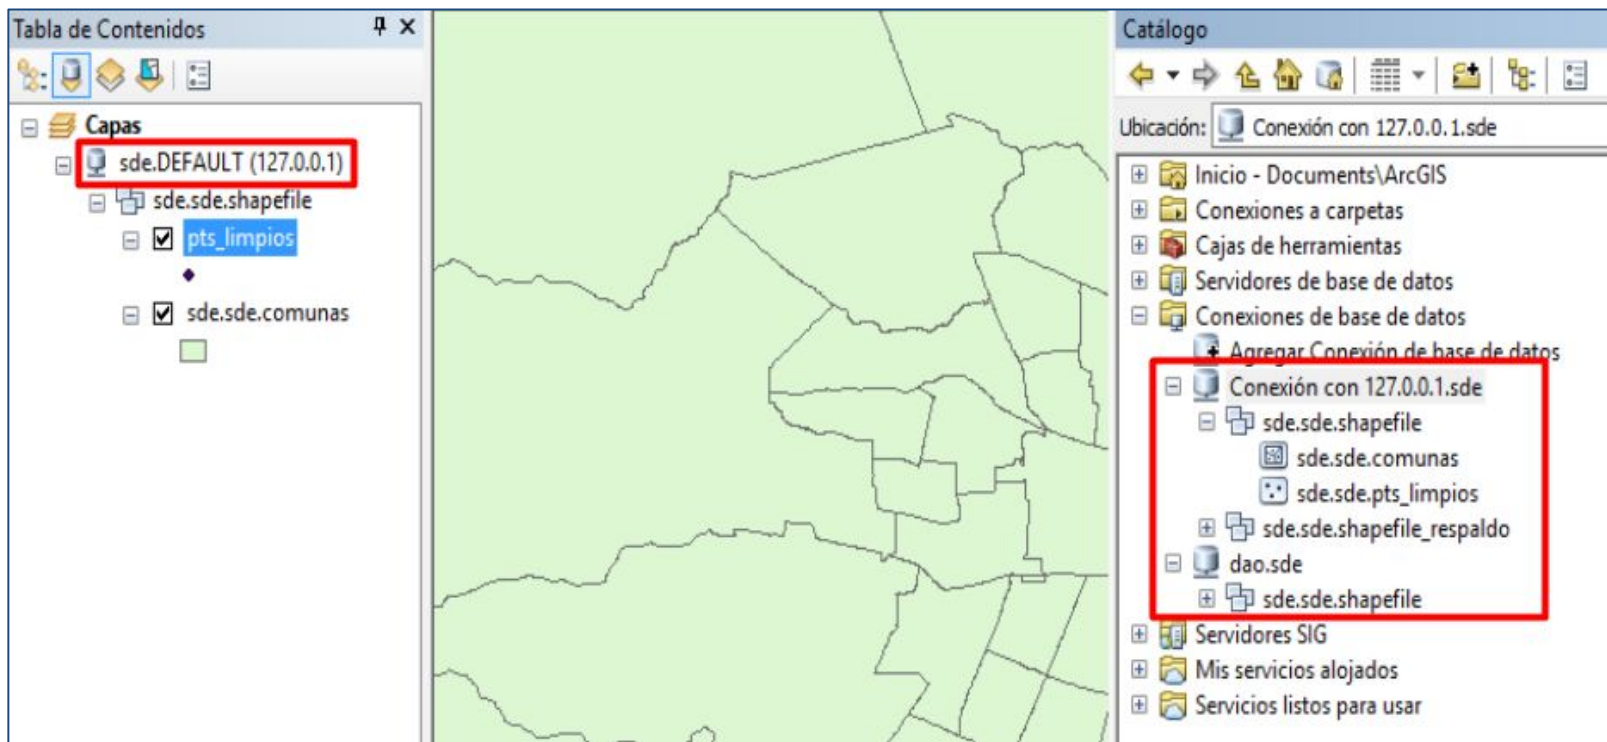 Tabla de Contenidos
Capas
sde.DEFAULT (127.0.0.1)
sde.sde.shapefile
pts_limpios
sde.sde.comunas
Catálogo
Ubicación: Conexión con 127.0.0.1.sde
Inicio - Documents\ArcGIS
Conexiones a carpetas
Cajas de herramientas
Servidores de base de datos
Conexiones de base de datos
Agregar Conexión de base de datos
Conexión con 127.0.0.1.sde
sde.sde.shapefile
sde.sde.comunas
sde.sde.pts_limpios
sde.sde.shapefile_respaldo
dao.sde
sde.sde.shapefile
Servidores SIG
Mis servicios alojados
Servicios listos para usar